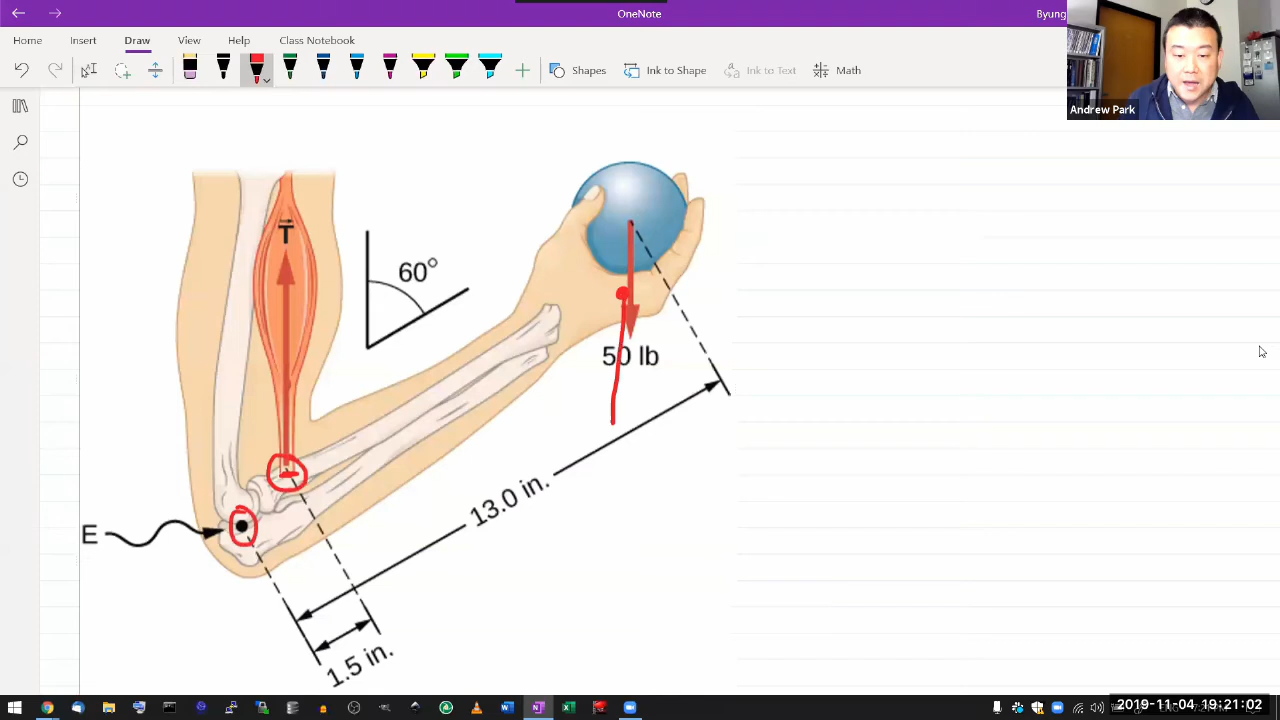 OneNote
Byung
Home Insert Draw View Help Class Notebook
Shapes Ink to Shape Ink to Text Math
Andrew Park
T
60°
50 lb
13.0 in.
E
1.5 in.
2019-11-04 19:21:02